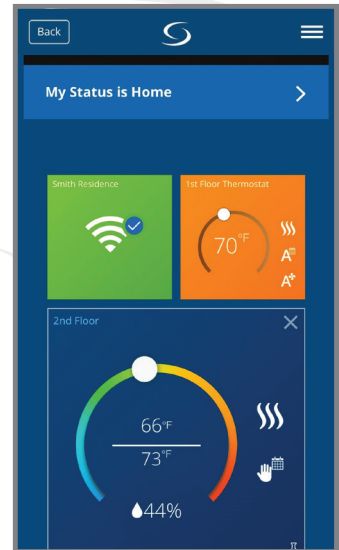 Back
My Status is Home
Smith Residence
1st Floor Thermostat
70°F
A
A
2nd Floor
66°F
73°F
44%